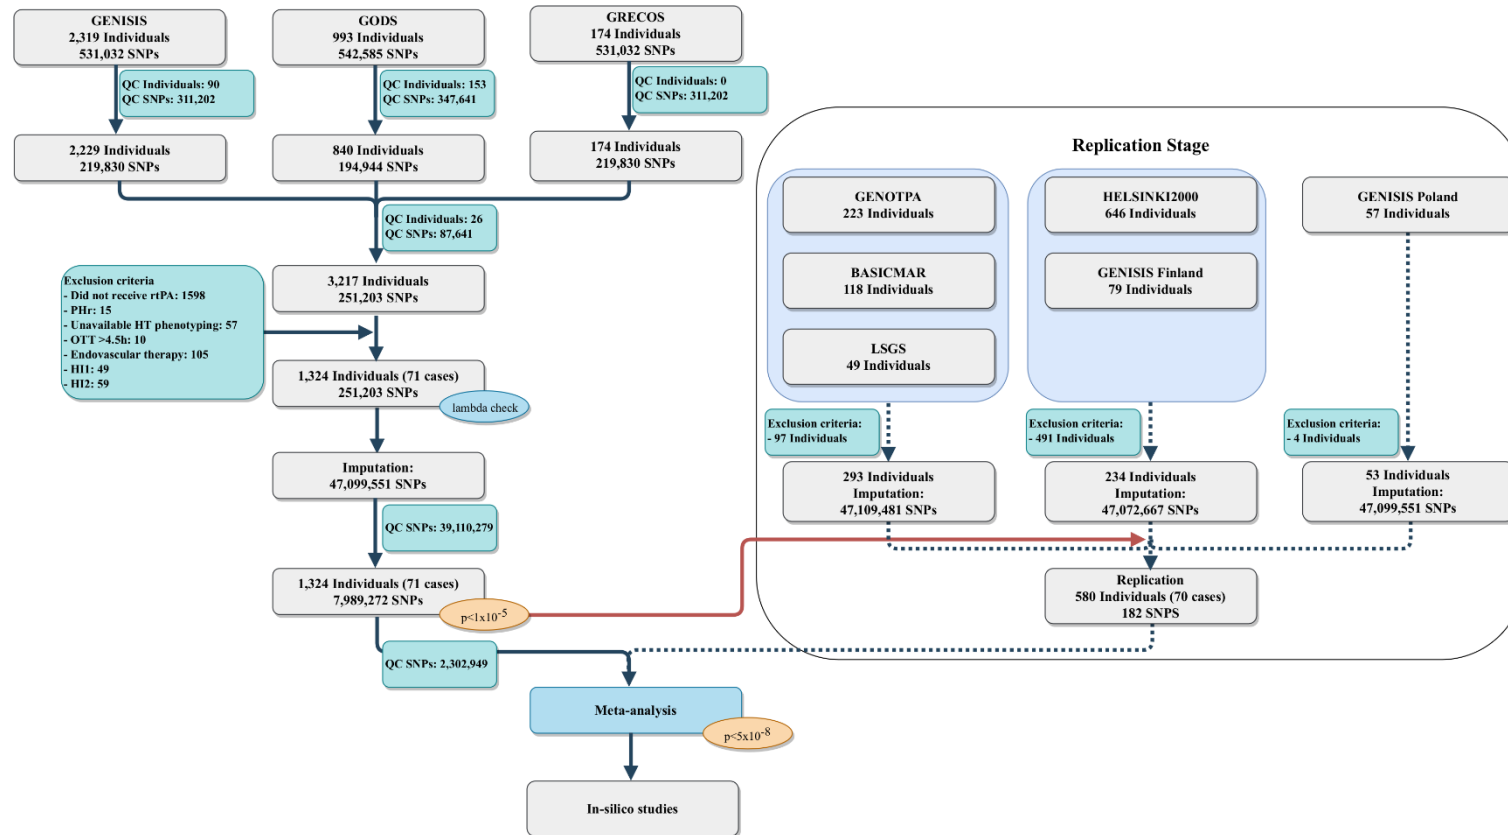 GENISIS
2,319 Individuals
531,032 SNPs
GODS
993 Individuals
542,585 SNPs
GRECOS
174 Individuals
531,032 SNPs
QC Individuals: 90
QC SNPs: 311,202
QC Individuals: 153
QC SNPs: 347,641
QC Individuals: 0
QC SNPs: 311,202
2,229 Individuals
219,830 SNPs
840 Individuals
194,944 SNPs
174 Individuals
219,830 SNPs
QC Individuals: 26
QC SNPs: 87,641
3,217 Individuals
251,203 SNPs
Exclusion criteria
- Did not receive rtPA: 1598
- PHr: 15
- Unavailable HT phenotyping: 57
- OTT >4.5h: 10
- Endovascular therapy: 105
- HI1: 49
- HI2: 59
1,324 Individuals (71 cases)
251,203 SNPs
lambda check
Imputation:
47,099,551 SNPs
QC SNPs: 39,110,279
1,324 Individuals (71 cases)
7,989,272 SNPs
p<1x10-5
QC SNPs: 2,302,949
Replication Stage
GENOTPA
223 Individuals
BASICMAR
118 Individuals
LSGS
49 Individuals
HELSINKI2000
646 Individuals
GENISIS Finland
79 Individuals
GENISIS Poland
57 Individuals
Exclusion criteria:
- 97 Individuals
Exclusion criteria:
- 491 Individuals
Exclusion criteria:
- 4 Individuals
293 Individuals
Imputation:
47,109,481 SNPs
234 Individuals
Imputation:
47,072,667 SNPs
53 Individuals
Imputation:
47,099,551 SNPs
Replication
580 Individuals (70 cases)
182 SNPS
Meta-analysis
p<5x10-8
In-silico studies